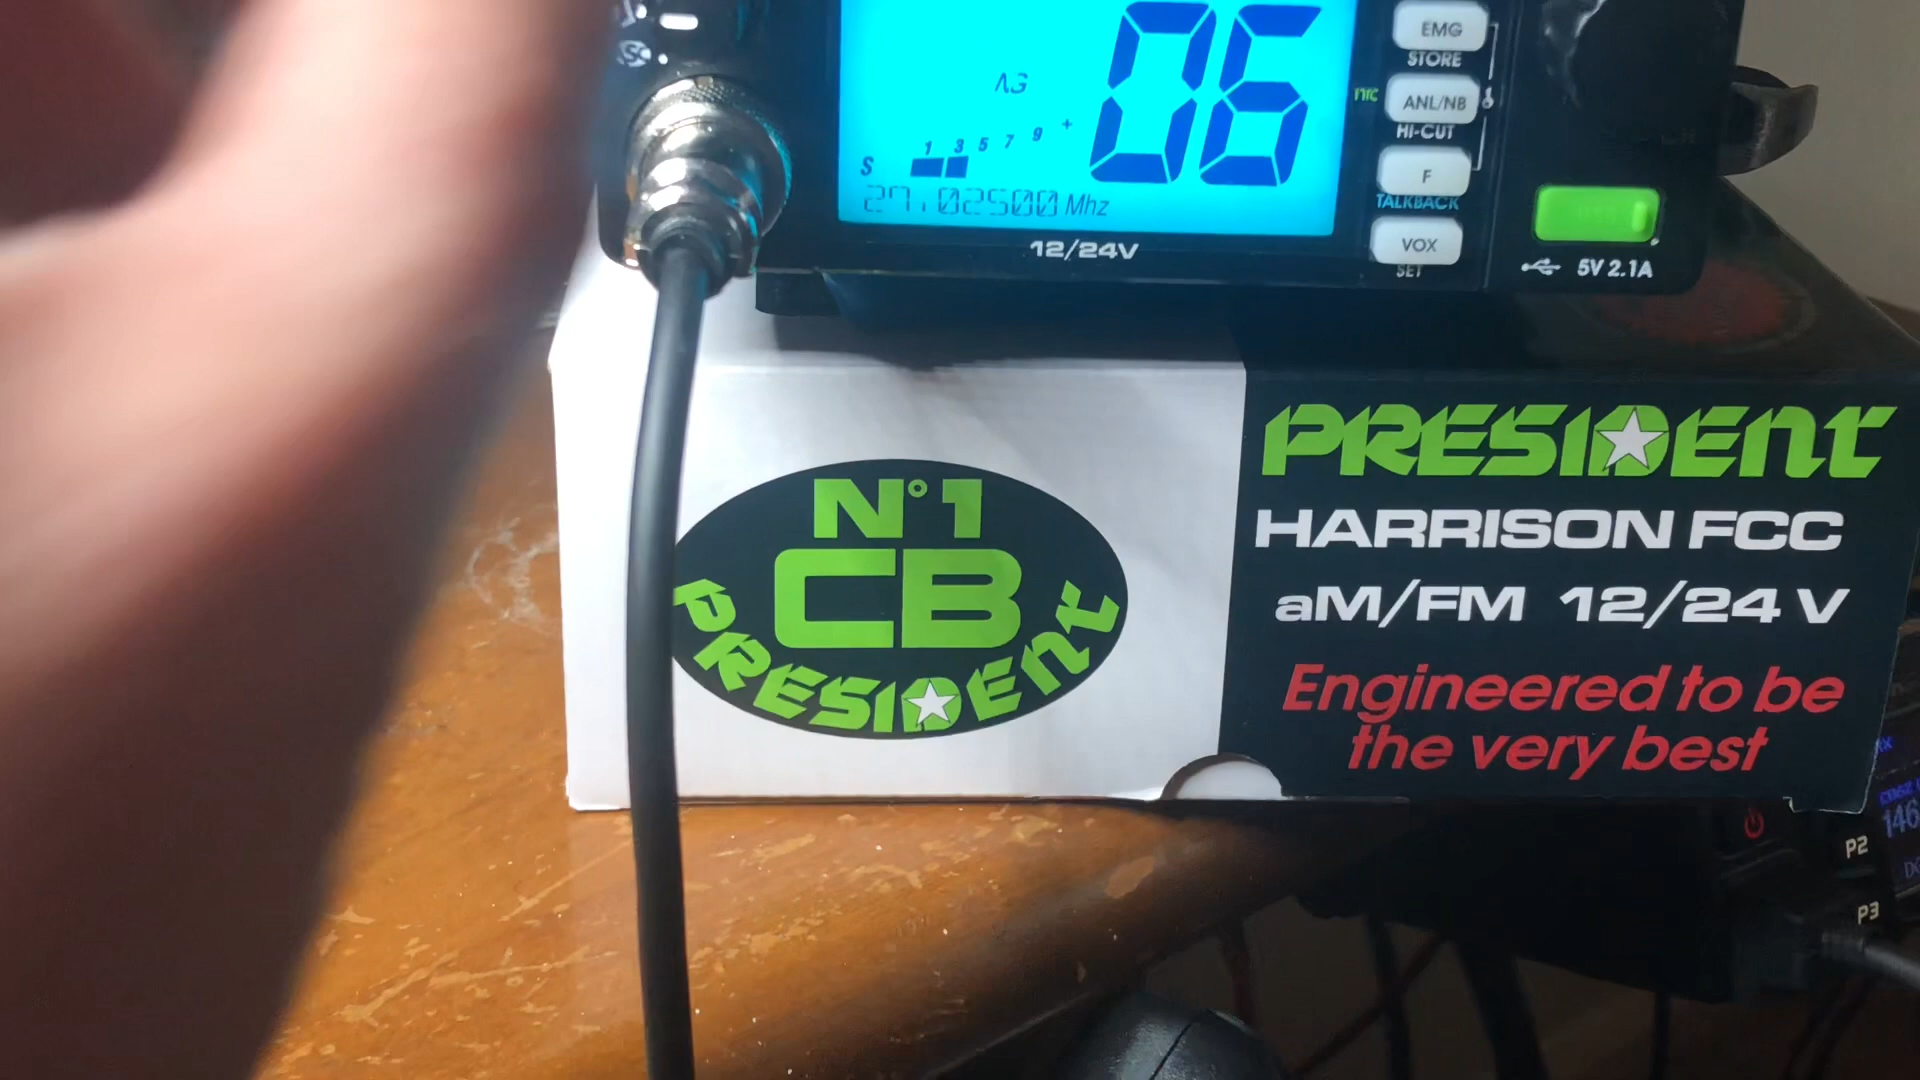 06
EMG
STORE
ANL/NB
HI-CUT
F
TALKBACK
VOX
SET
1 3 5 7 9 +
S
27.02500 Mhz
12/24V
5V 2.1A
N°1
CB
PRESIDENT
PRESIDENT
HARRISON FCC
aM/FM 12/24 V
Engineered to be
the very best
146
P2
P3